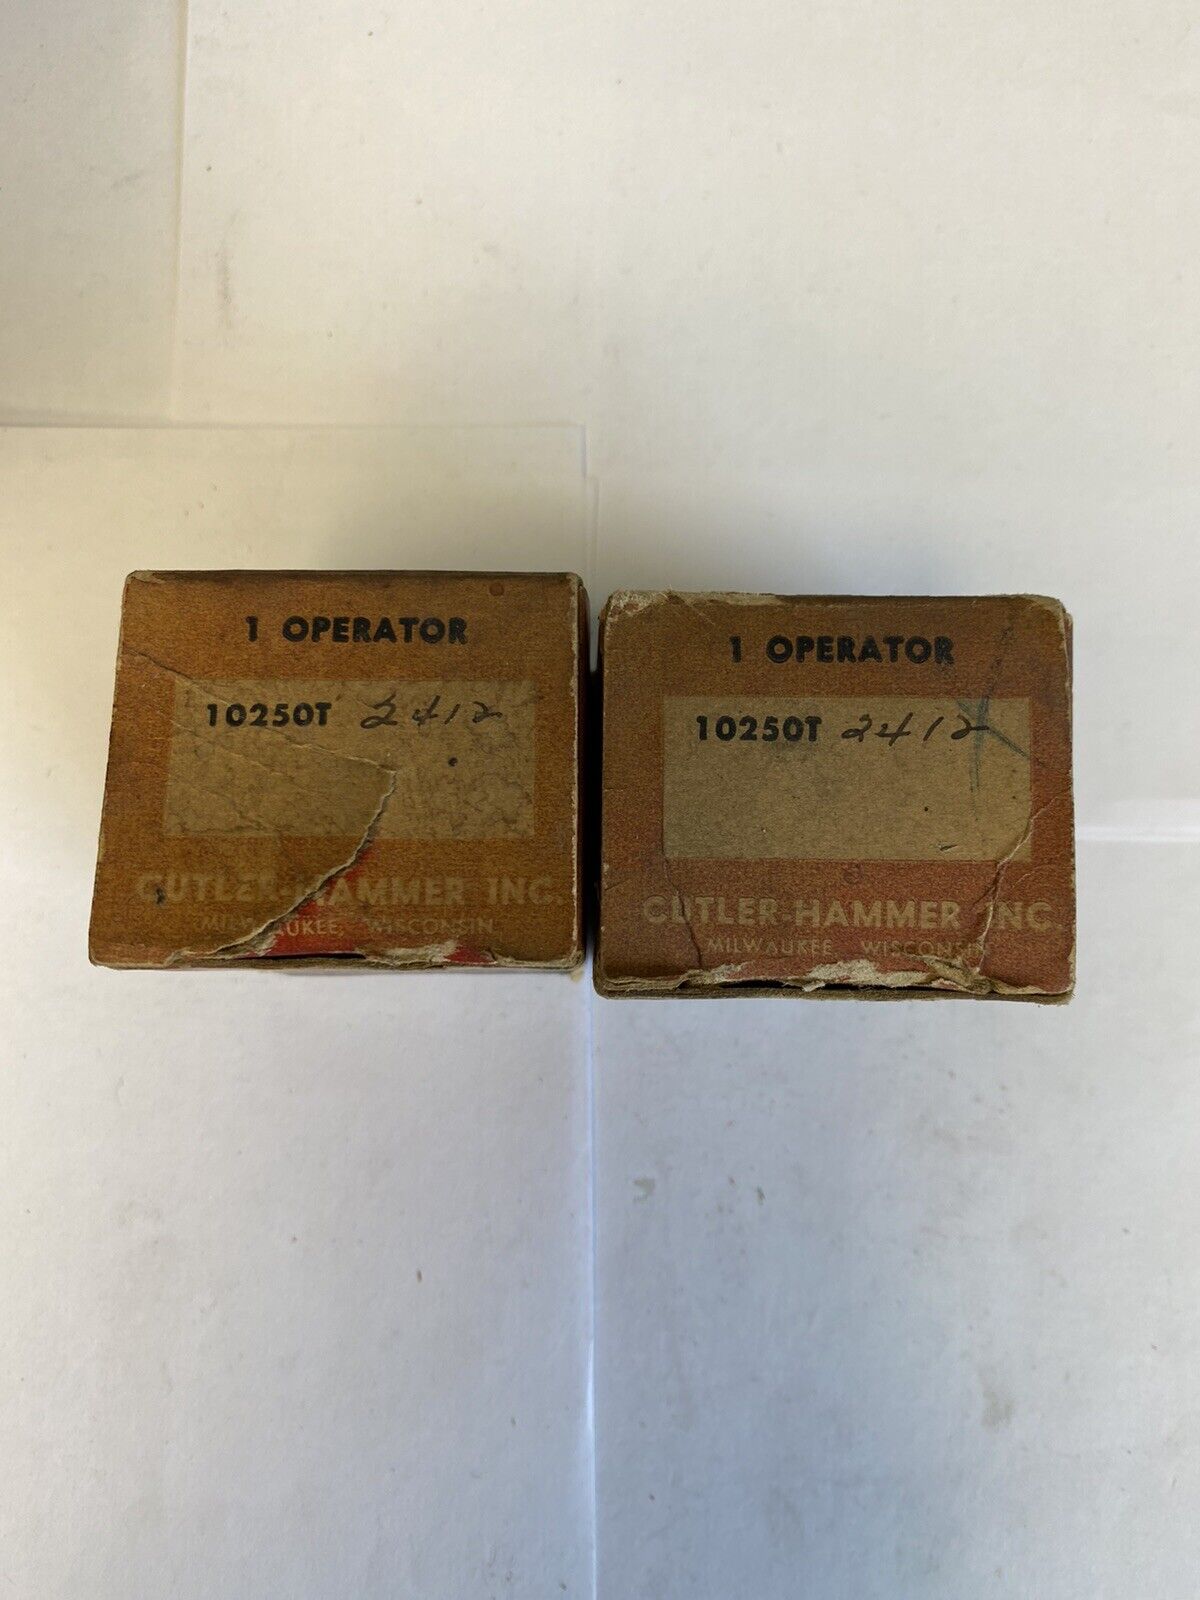 1 OPERATOR
10250T 2412
CUTLER-HAMMER INC.
MILWAUKEE, WISCONSIN
1 OPERATOR
10250T 2412
CUTLER-HAMMER INC.
MILWAUKEE, WISCONSIN